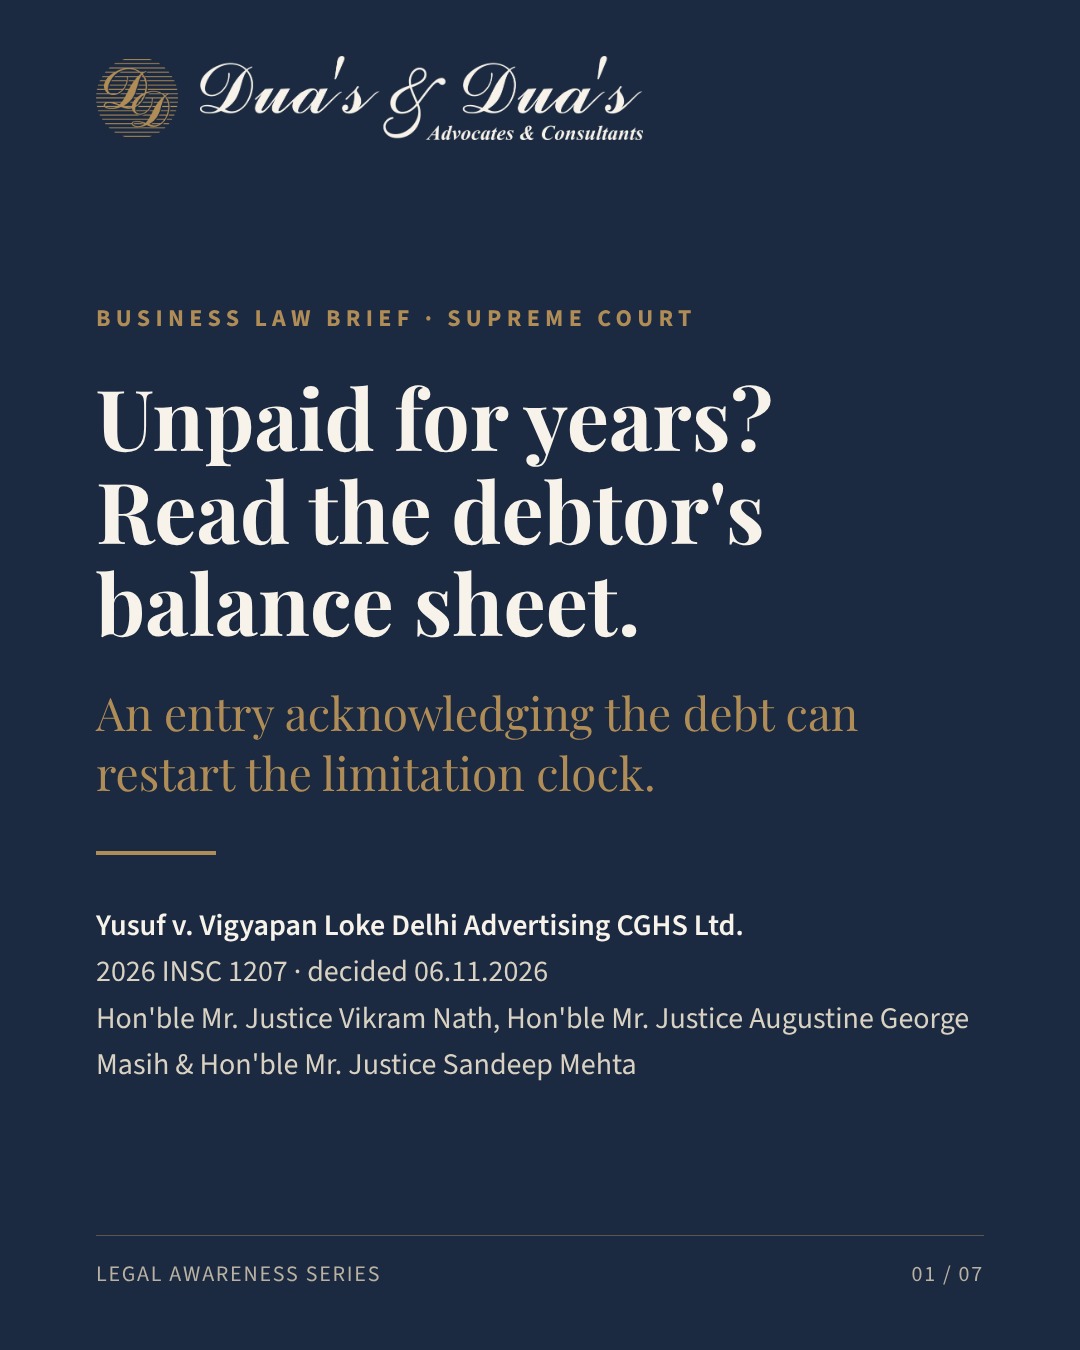 DD
Dua's & Dua's
Advocates & Consultants
BUSINESS LAW BRIEF · SUPREME COURT
Unpaid for years?
Read the debtor's
balance sheet.
An entry acknowledging the debt can
restart the limitation clock.
Yusuf v. Vigyapan Loke Delhi Advertising CGHS Ltd.
2026 INSC 1207 · decided 06.11.2026
Hon'ble Mr. Justice Vikram Nath, Hon'ble Mr. Justice Augustine George
Masih & Hon'ble Mr. Justice Sandeep Mehta
LEGAL AWARENESS SERIES
01 / 07